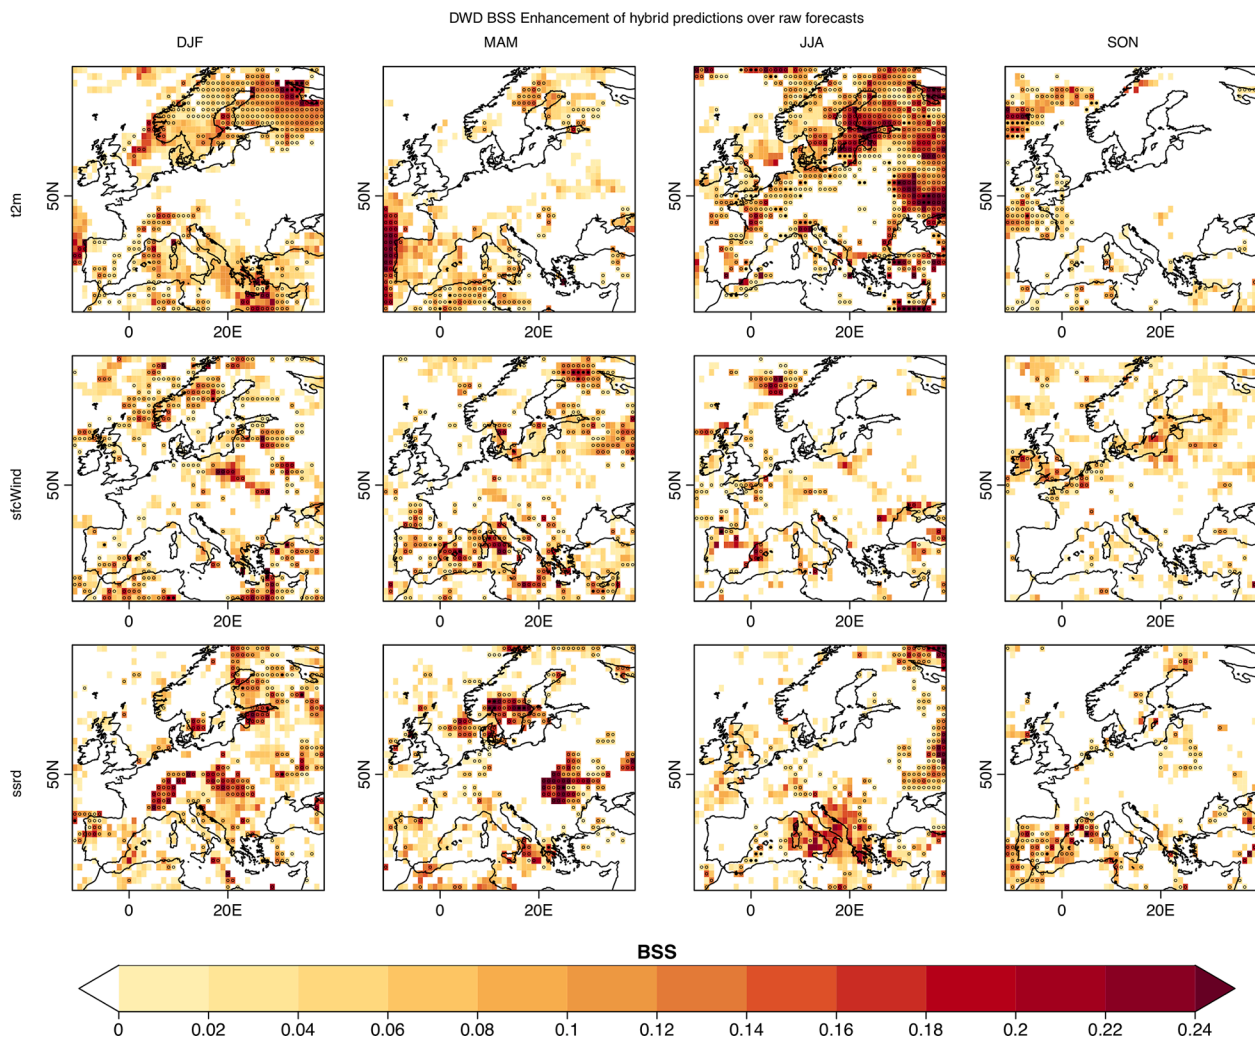 DWD BSS Enhancement of hybrid predictions over raw forecasts
DJF MAM JJA SON
t2m
50N 50N 50N 50N
0 20E 0 20E 0 20E 0 20E
sfcWind
50N 50N 50N 50N
0 20E 0 20E 0 20E 0 20E
ssrd
50N 50N 50N 50N
0 20E 0 20E 0 20E 0 20E
BSS
0 0.02 0.04 0.06 0.08 0.1 0.12 0.14 0.16 0.18 0.2 0.22 0.24